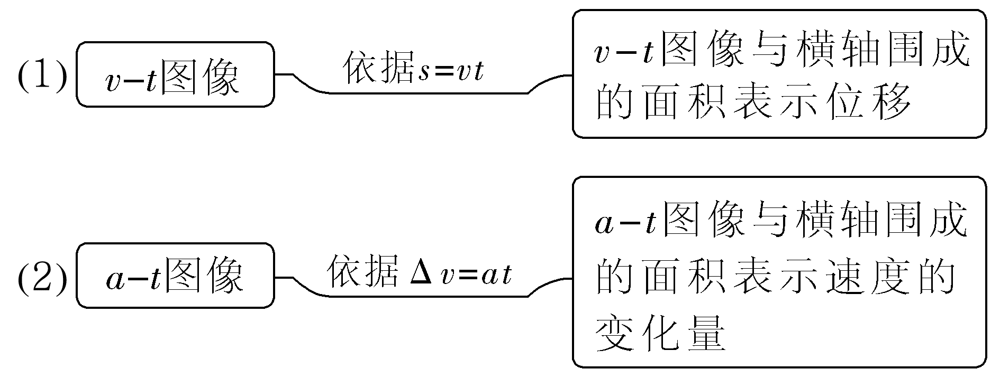 (1) v-t图像 依据s=vt v-t图像与横轴围成
的面积表示位移
(2) a-t图像 依据Δv=at a-t图像与横轴围成
的面积表示速度的
变化量